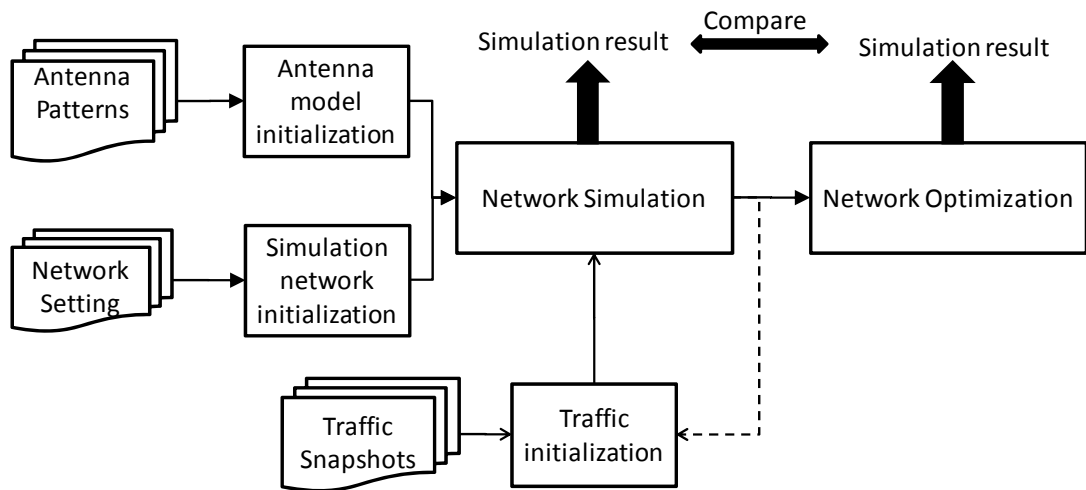 Compare
Simulation result
Simulation result
Antenna
Patterns
Antenna
model
initialization
Network Simulation
Network Optimization
Network
Setting
Simulation
network
initialization
Traffic
Snapshots
Traffic
initialization